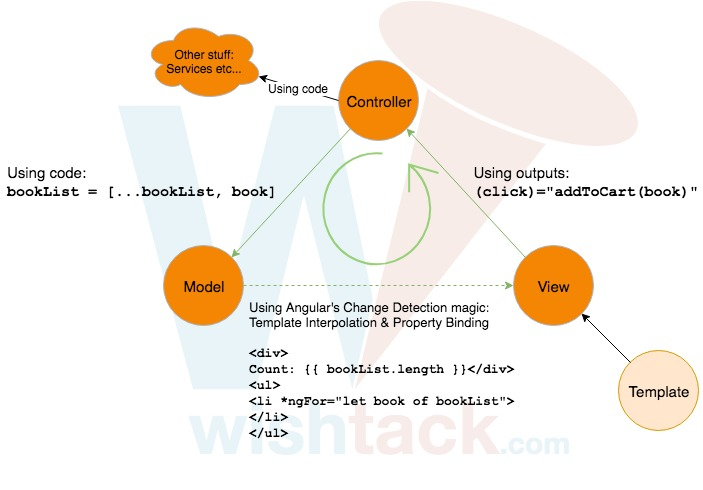 Other stuff:
Services etc...
Using code
Controller
Using code:
bookList = [...bookList, book]
Using outputs:
(click)="addToCart(book)"
Model
View
Using Angular's Change Detection magic:
Template Interpolation & Property Binding
<div>
Count: {{ bookList.length }}</div>
<ul>
<li *ngFor="let book of bookList">
</li>
</ul>
Template
wishtack.com